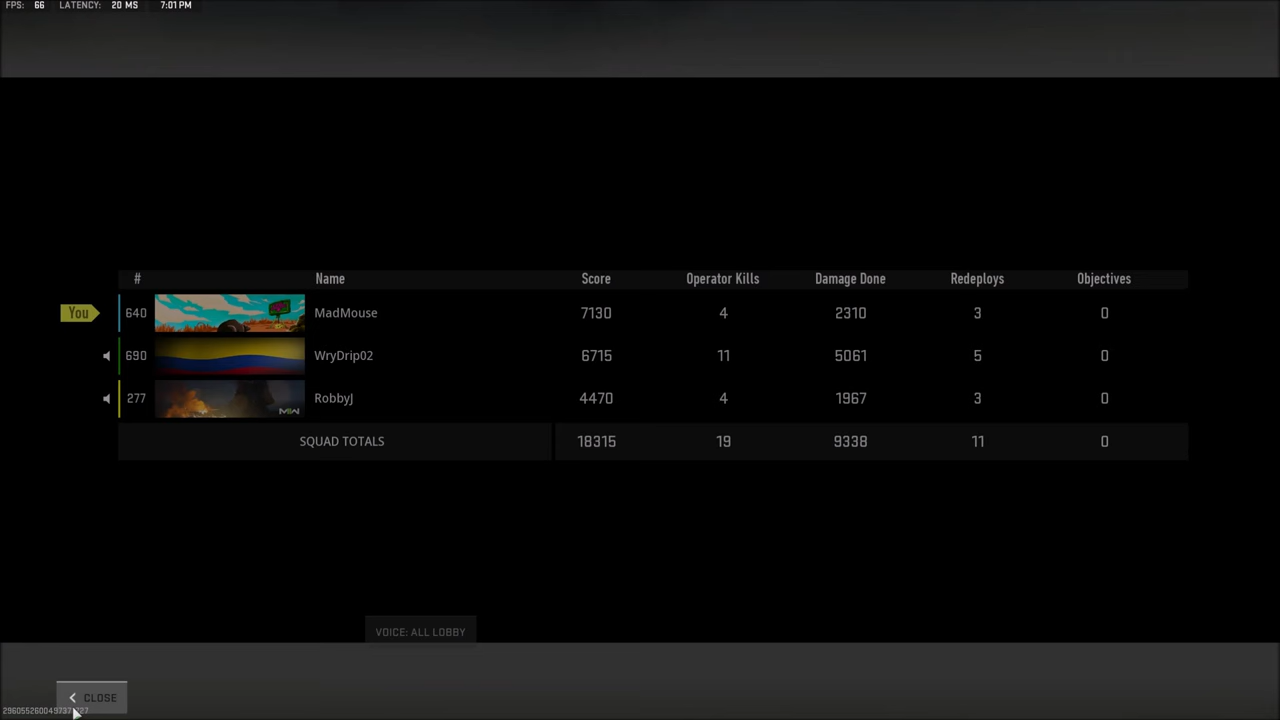 FPS: 66 LATENCY: 20 MS 7:01 PM
# Name Score Operator Kills Damage Done Redeploys Objectives
You 640 MadMouse 7130 4 2310 3 0
690 WryDrip02 6715 11 5061 5 0
277 RobbyJ 4470 4 1967 3 0
SQUAD TOTALS 18315 19 9338 11 0
VOICE: ALL LOBBY
CLOSE